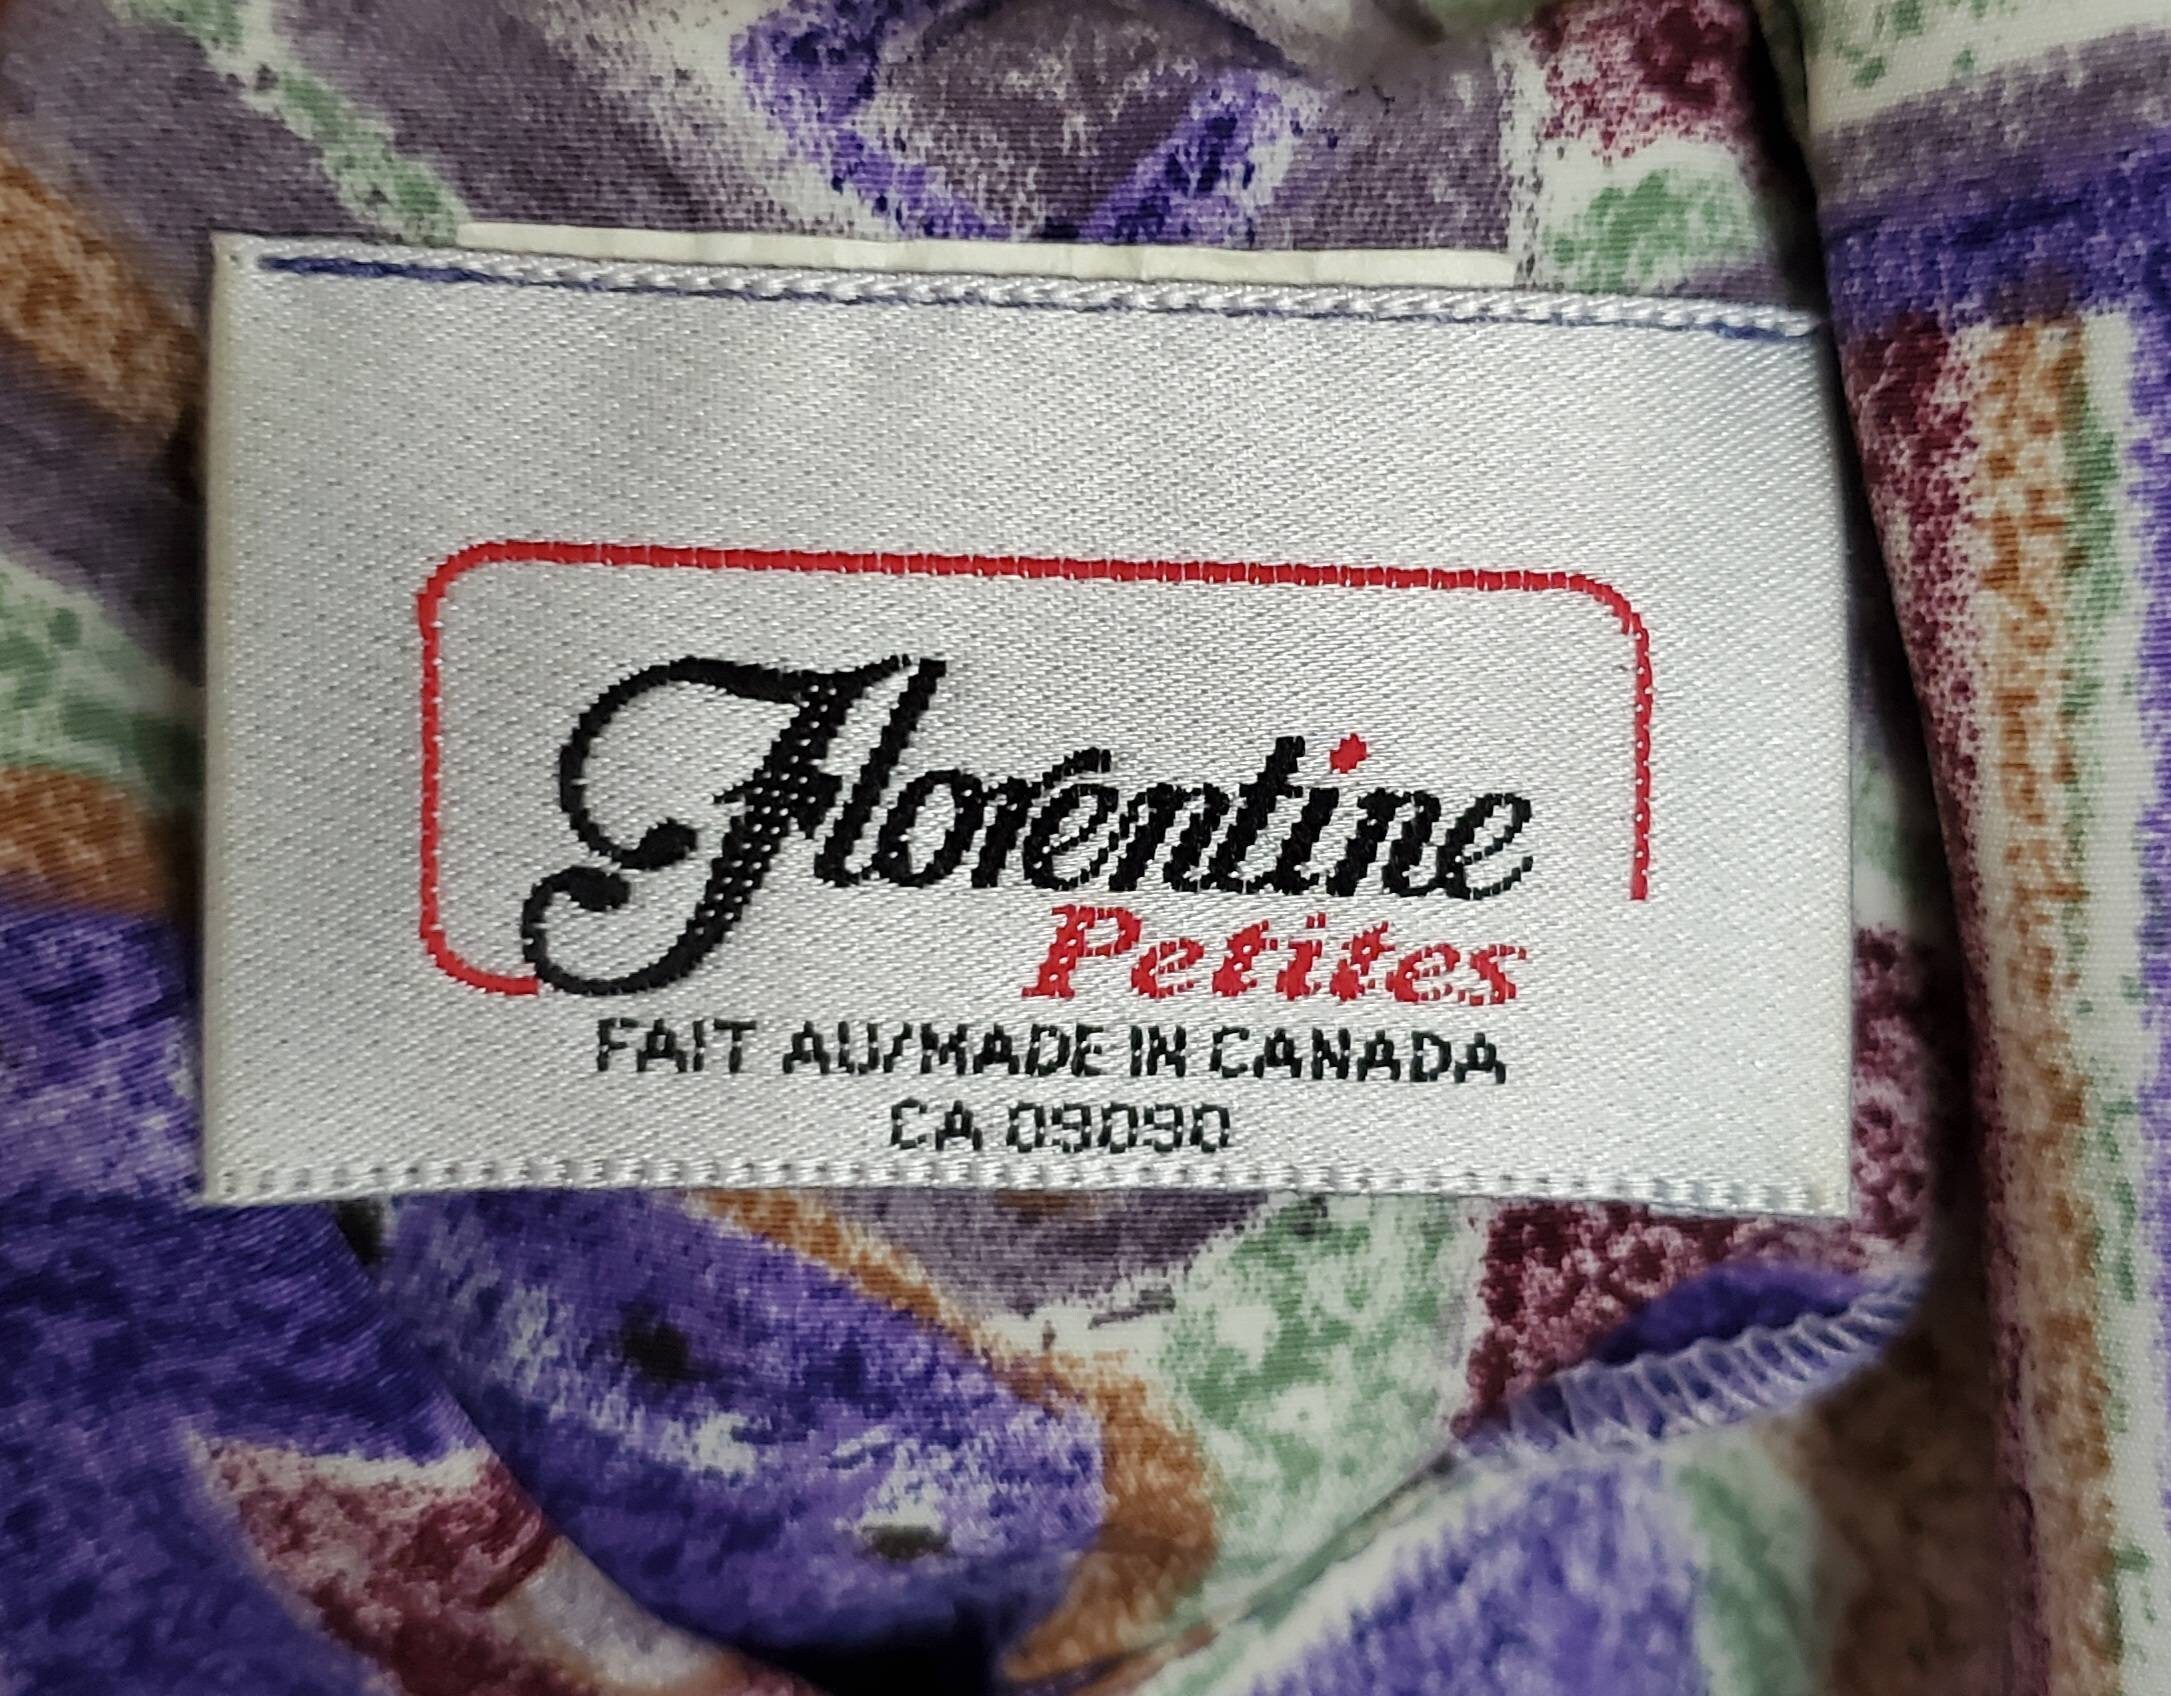 Florentine
Petites
FAIT AU/MADE IN CANADA
CA 09090